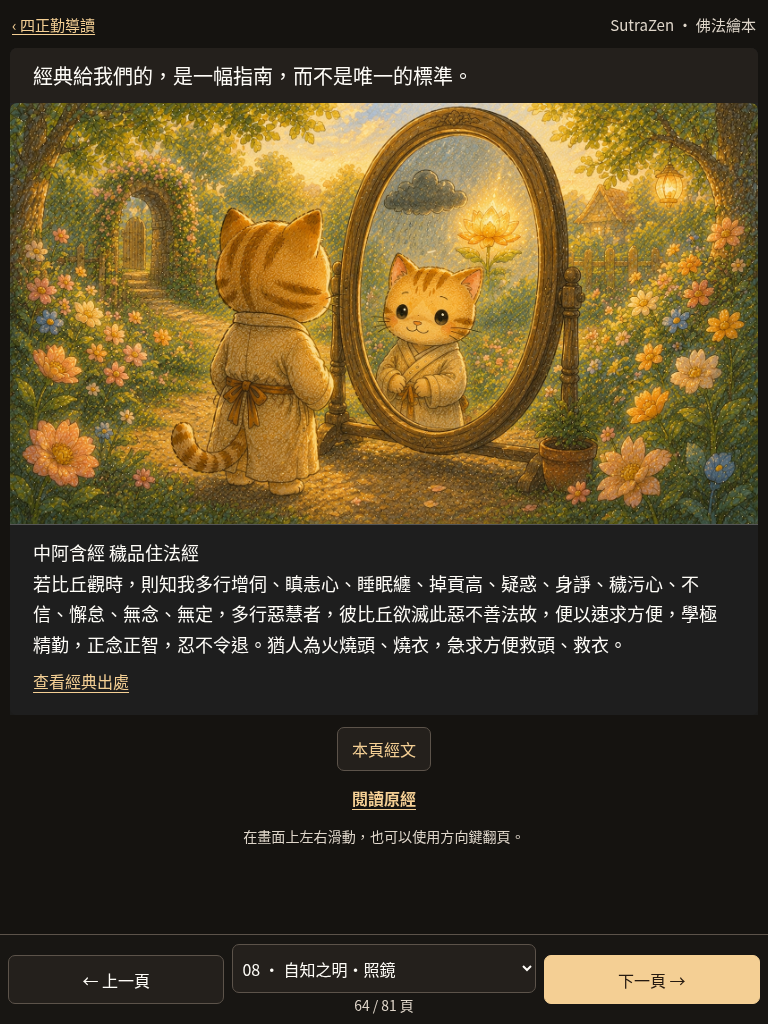 ‹ 四正勤導讀
SutraZen · 佛法繪本
經典給我們的，是一幅指南，而不是唯一的標準。
中阿含經 穢品住法經
若比丘觀時，則知我多行增伺、瞋恚心、睡眠纏、掉貢高、疑惑、身諍、穢污心、不
信、懈怠、無念、無定，多行惡慧者，彼比丘欲滅此惡不善法故，便以速求方便，學極
精勤，正念正智，忍不令退。猶人為火燒頭、燒衣，急求方便救頭、救衣。
查看經典出處
本頁經文
閱讀原經
在畫面上左右滑動，也可以使用方向鍵翻頁。
← 上一頁
08 · 自知之明·照鏡
下一頁 →
64 / 81 頁